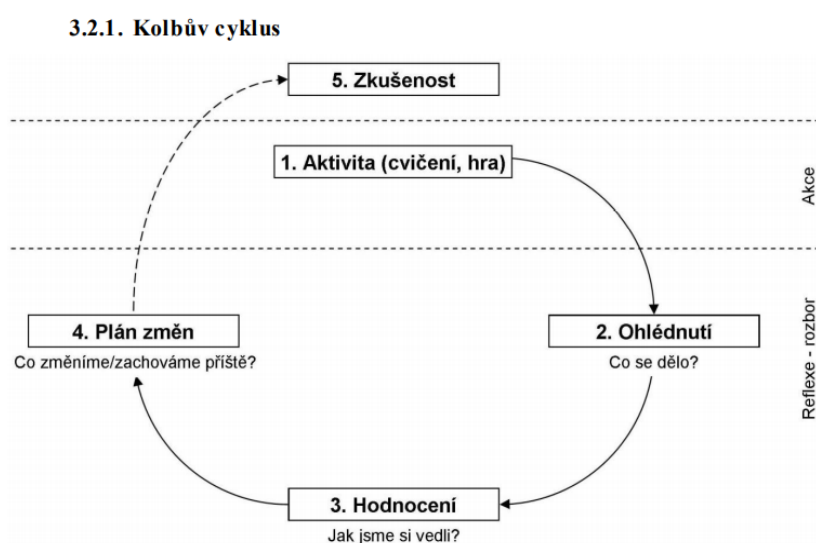 3.2.1. Kolbův cyklus
5. Zkušenost
1. Aktivita (cvičení, hra)
Akce
4. Plán změn
Co změníme/zachováme příště?
2. Ohlédnutí
Co se dělo?
Reflexe - rozbor
3. Hodnocení
Jak jsme si vedli?